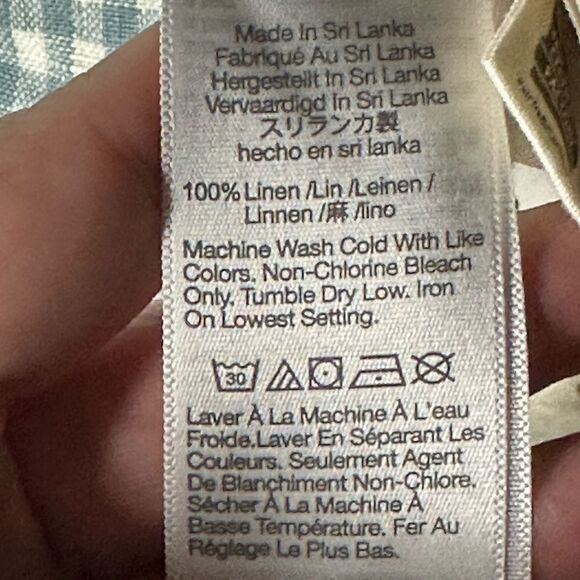 Made In Sri Lanka
Fabriqué Au Sri Lanka
Hergestellt In Sri Lanka
Vervaardigd In Sri Lanka
スリランカ製
hecho en sri lanka
100% Linen /Lin /Leinen /
Linnen /麻 /lino
Machine Wash Cold With Like
Colors. Non-Chlorine Bleach
Only. Tumble Dry Low. Iron
On Lowest Setting.
30
Laver À La Machine À L'eau
Froide.Laver En Séparant Les
Couleurs. Seulement Agent
De Blanchiment Non-Chlore.
Sécher À La Machine À
Basse Température. Fer Au
Réglage Le Plus Bas.